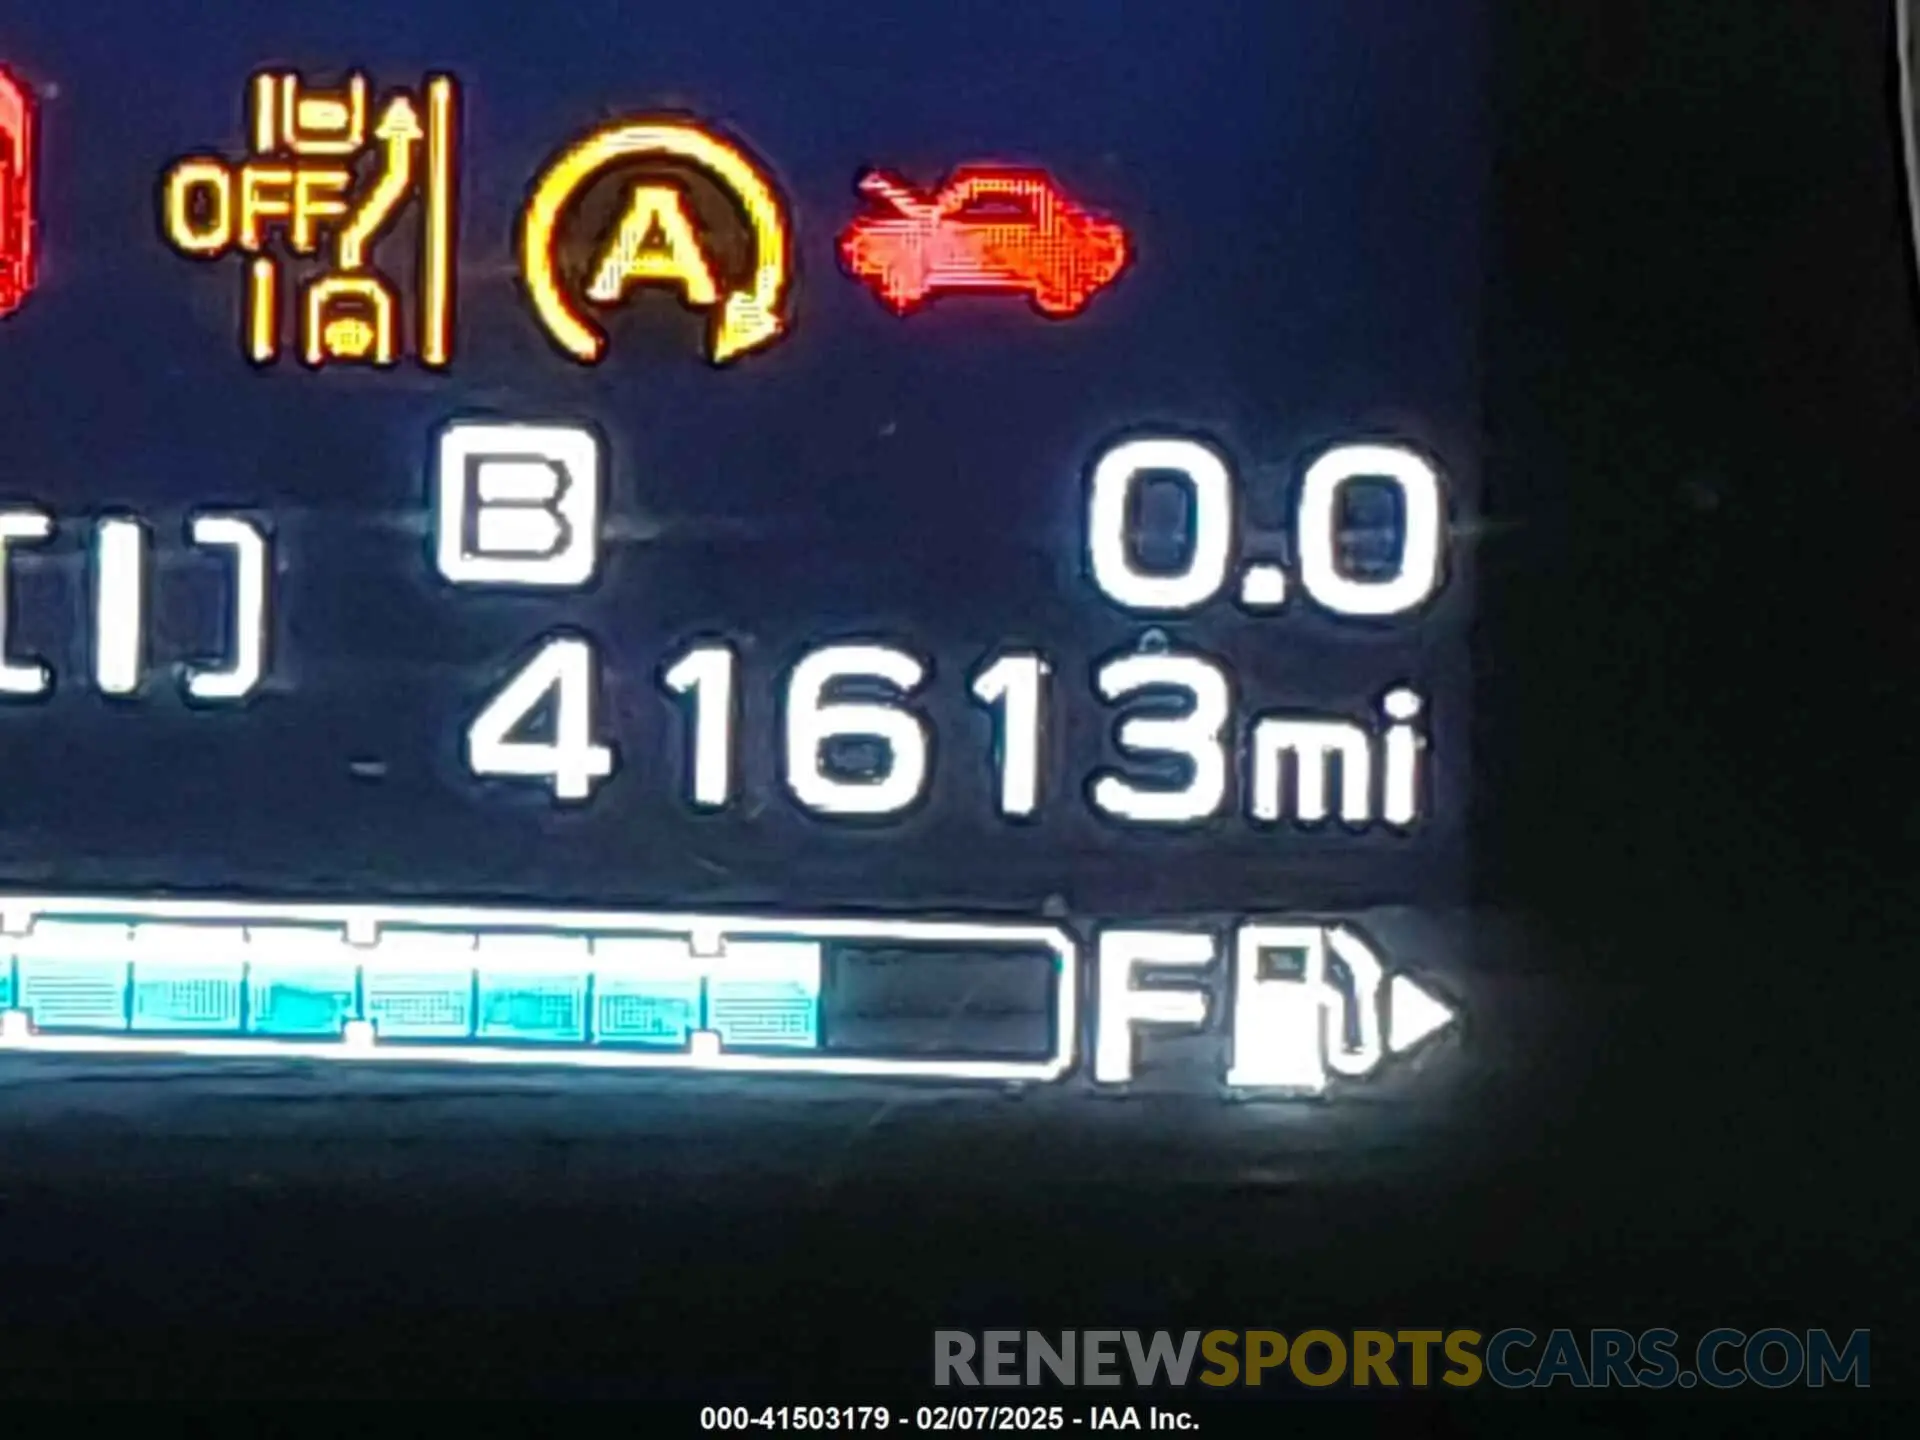 OFF
A
B 0.0
[I]
41613mi
F
RENEWSPORTSCARS.COM
000-41503179 - 02/07/2025 - IAA Inc.